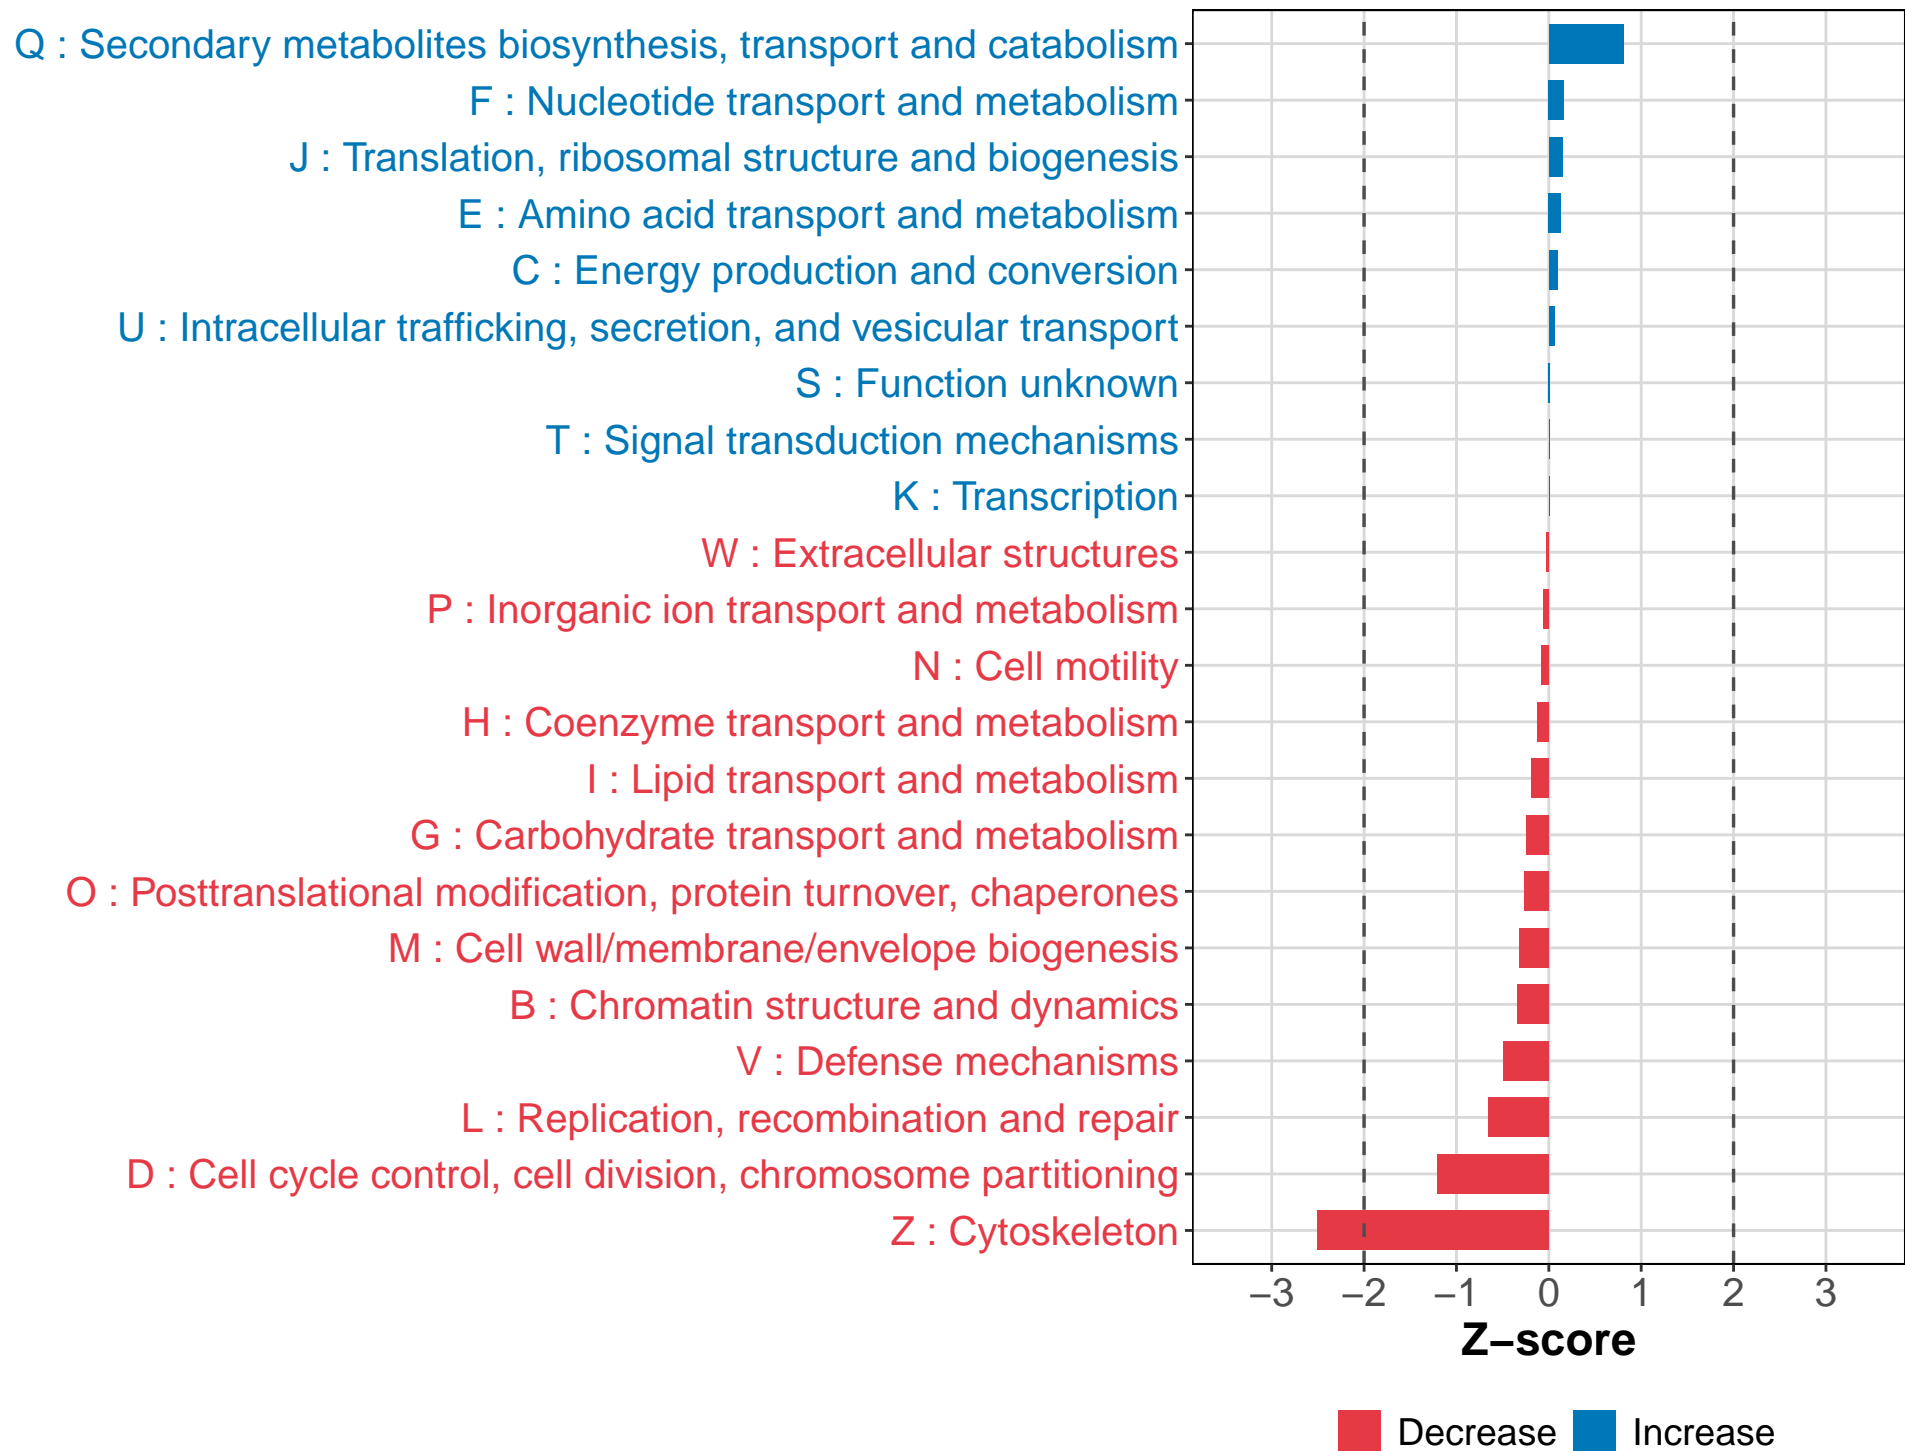 Q : Secondary metabolites biosynthesis, transport and catabolism
F : Nucleotide transport and metabolism
J : Translation, ribosomal structure and biogenesis
E : Amino acid transport and metabolism
C : Energy production and conversion
U : Intracellular trafficking, secretion, and vesicular transport
S : Function unknown
T : Signal transduction mechanisms
K : Transcription
W : Extracellular structures
P : Inorganic ion transport and metabolism
N : Cell motility
H : Coenzyme transport and metabolism
I : Lipid transport and metabolism
G : Carbohydrate transport and metabolism
O : Posttranslational modification, protein turnover, chaperones
M : Cell wall/membrane/envelope biogenesis
B : Chromatin structure and dynamics
V : Defense mechanisms
L : Replication, recombination and repair
D : Cell cycle control, cell division, chromosome partitioning
Z : Cytoskeleton
−3 −2 −1 0 1 2 3
Z−score
Decrease Increase